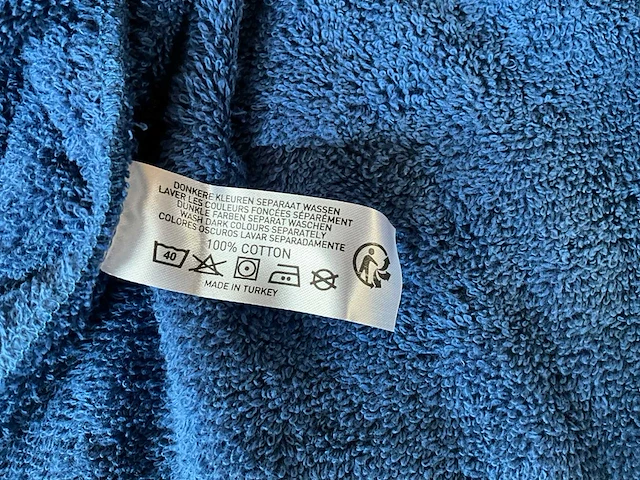 DONKERE KLEUREN SEPARAAT WASSEN
LAVER LES COULEURS FONCÉES SÉPARÉMENT
DUNKLE FARBEN SEPARAT WASCHEN
WASH DARK COLOURS SEPARATELY
COLORES OSCUROS LAVAR SEPARADAMENTE
100% COTTON
40
MADE IN TURKEY